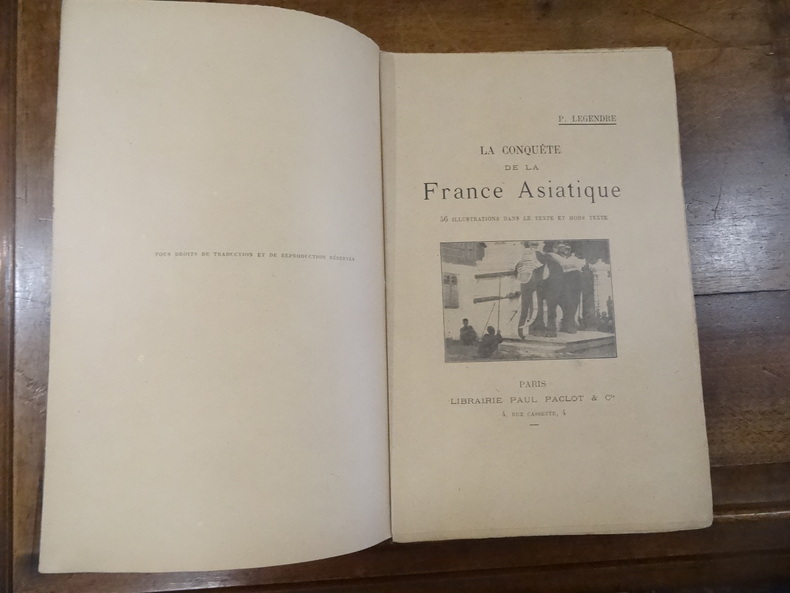 TOUS DROITS DE TRADUCTION ET DE REPRODUCTION RÉSERVÉS
P. LEGENDRE
LA CONQUÊTE
DE LA
France Asiatique
56 ILLUSTRATIONS DANS LE TEXTE ET HORS TEXTE
PARIS
LIBRAIRIE PAUL PACLOT & Cie
4, RUE CASSETTE, 4